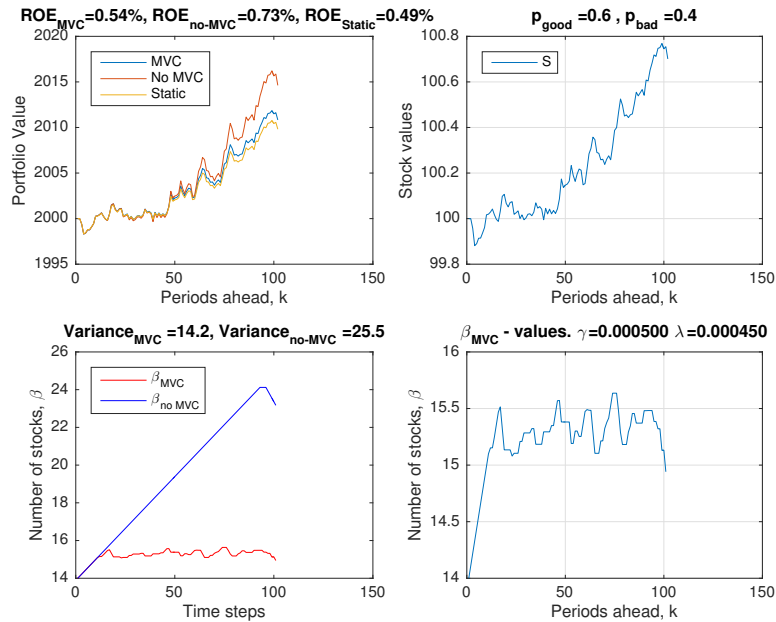 ROE_MVC=0.54%, ROE_no-MVC=0.73%, ROE_Static=0.49%
Portfolio Value
2020
2015
2010
2005
2000
1995
MVC
No MVC
Static
0 50 100 150
Periods ahead, k
p_good =0.6 , p_bad =0.4
Stock values
100.8
100.6
100.4
100.2
100
99.8
S
0 50 100 150
Periods ahead, k
Variance_MVC =14.2, Variance_no-MVC =25.5
Number of stocks, β
26
24
22
20
18
16
14
β_MVC
β_no MVC
0 50 100 150
Time steps
β_MVC - values. γ=0.000500 λ=0.000450
Number of stocks, β
16
15.5
15
14.5
14
0 50 100 150
Periods ahead, k